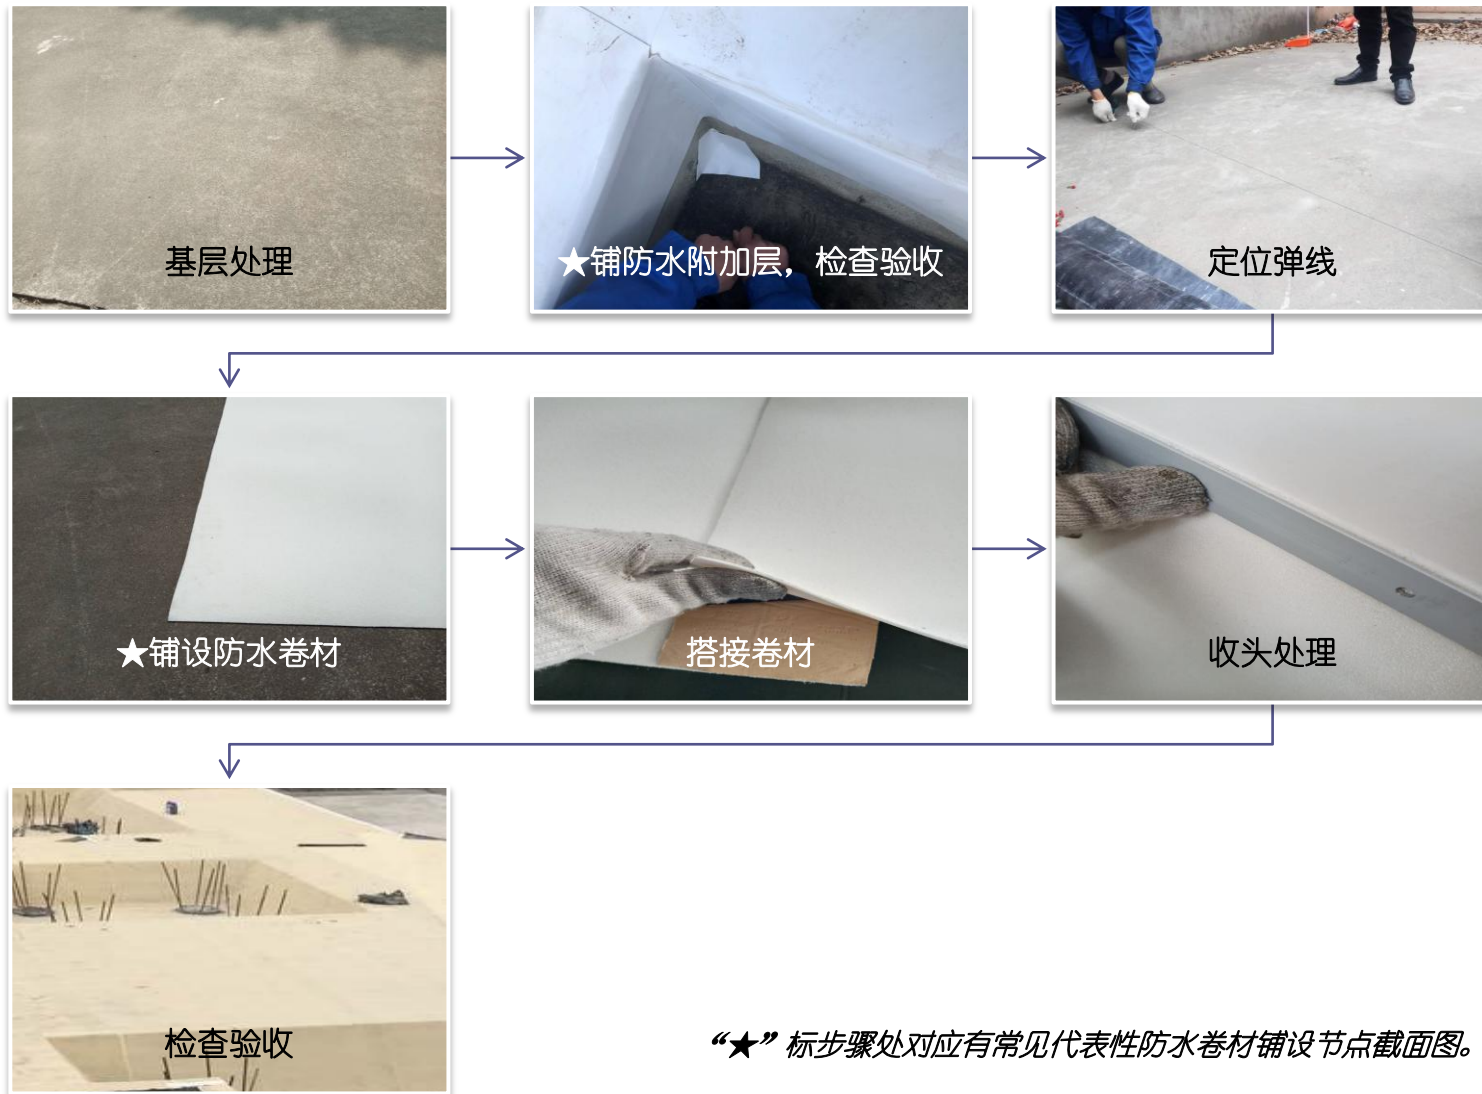 基层处理
★铺防水附加层，检查验收
定位弹线
★铺设防水卷材
搭接卷材
收头处理
检查验收
“★”标步骤处对应有常见代表性防水卷材铺设节点截面图。